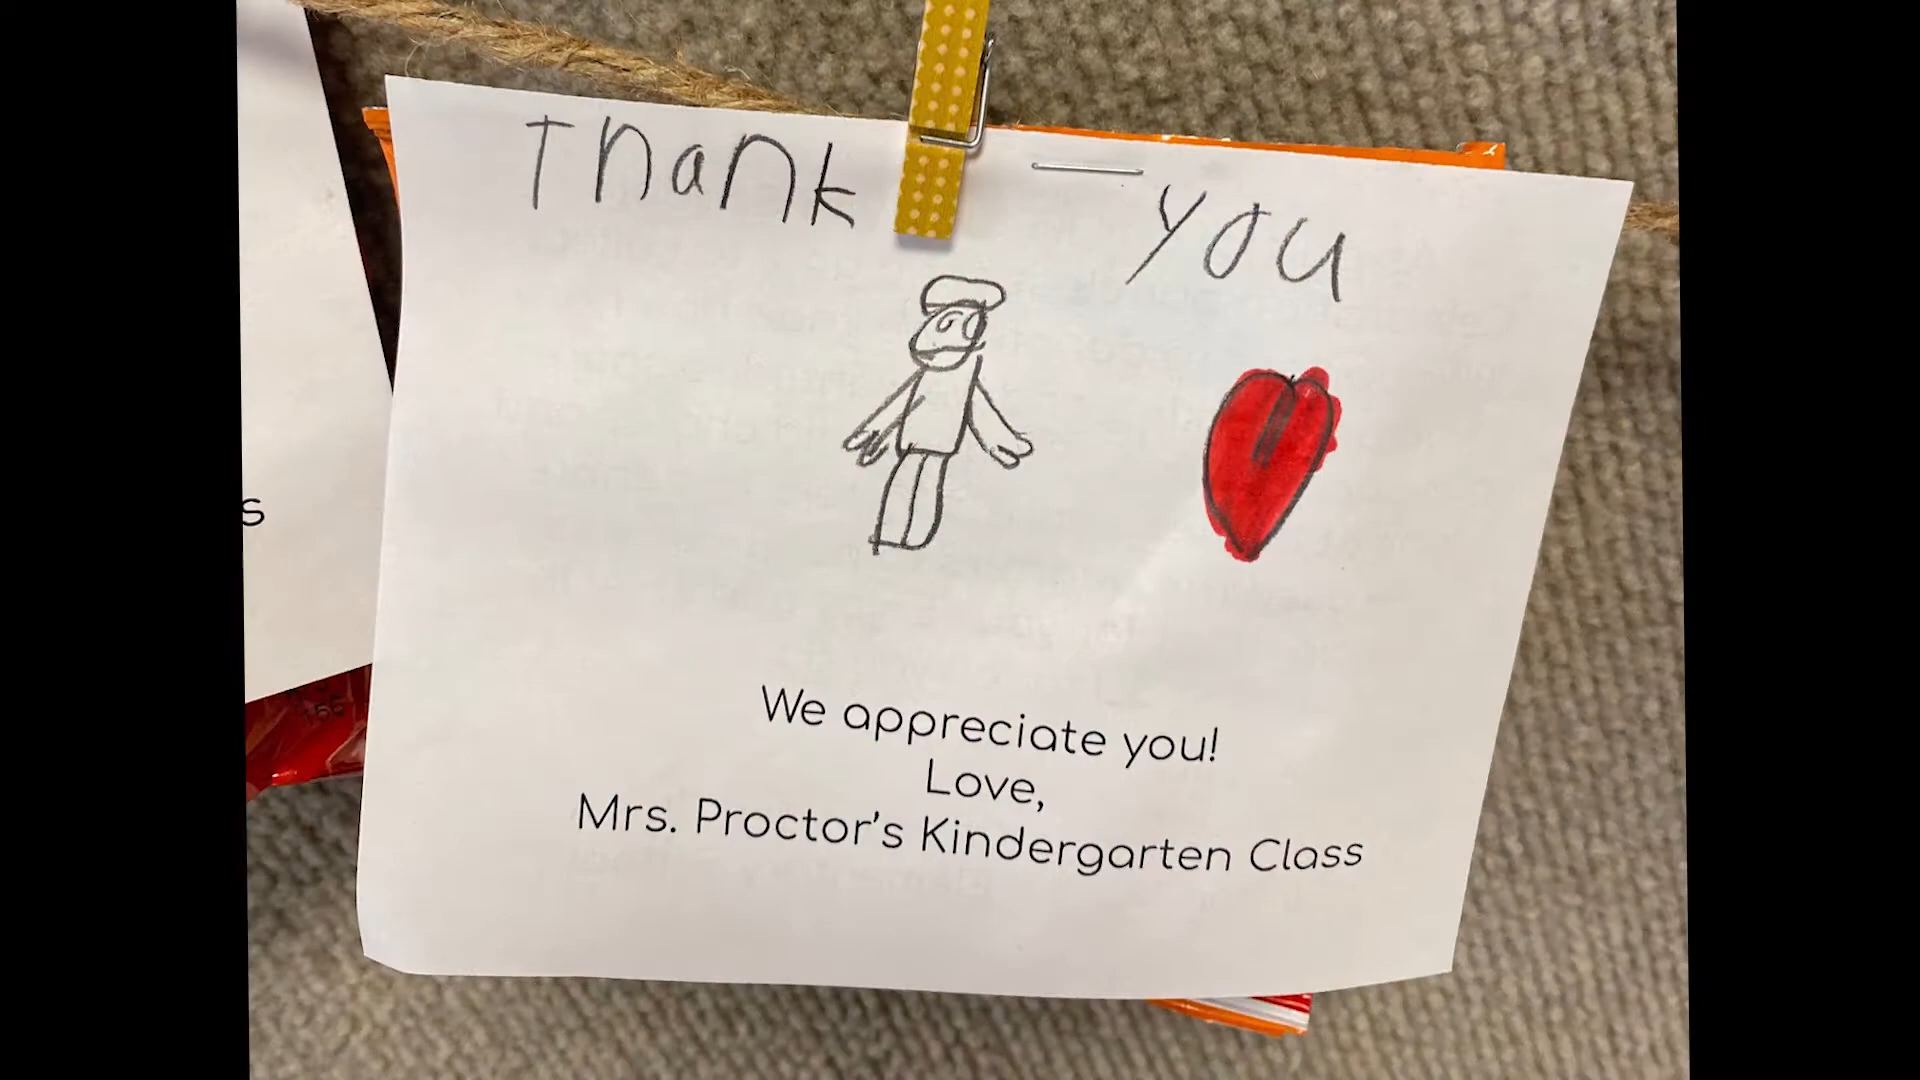 Thank you
We appreciate you!
Love,
Mrs. Proctor's Kindergarten Class
s